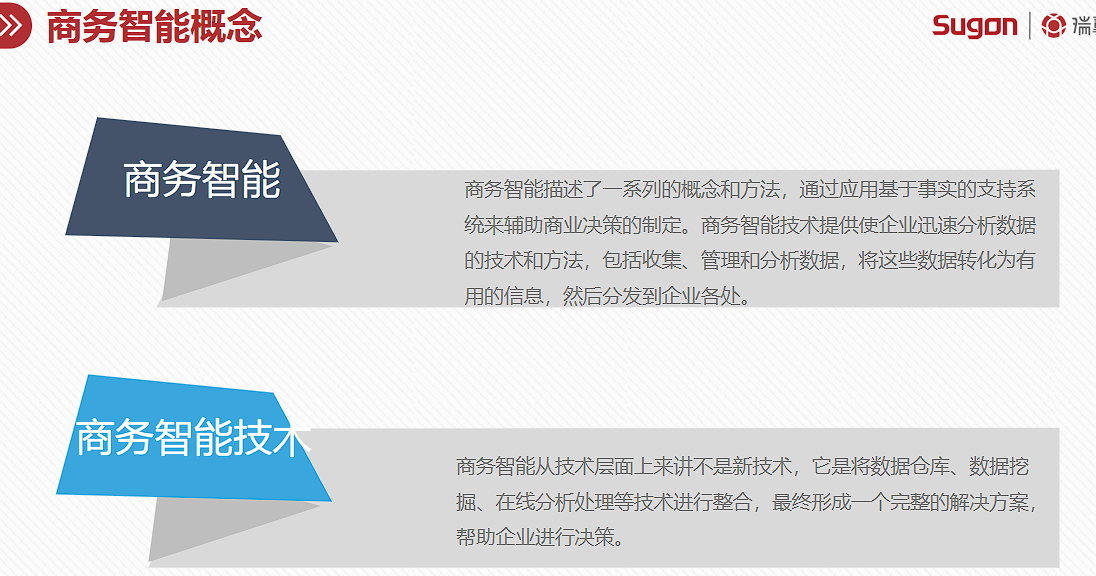 商务智能概念
Sugon
瑞
商务智能
商务智能描述了一系列的概念和方法，通过应用基于事实的支持系
统来辅助商业决策的制定。商务智能技术提供使企业迅速分析数据
的技术和方法，包括收集、管理和分析数据，将这些数据转化为有
用的信息，然后分发到企业各处。
商务智能技术
商务智能从技术层面上来讲不是新技术，它是将数据仓库、数据挖
掘、在线分析处理等技术进行整合，最终形成一个完整的解决方案，
帮助企业进行决策。